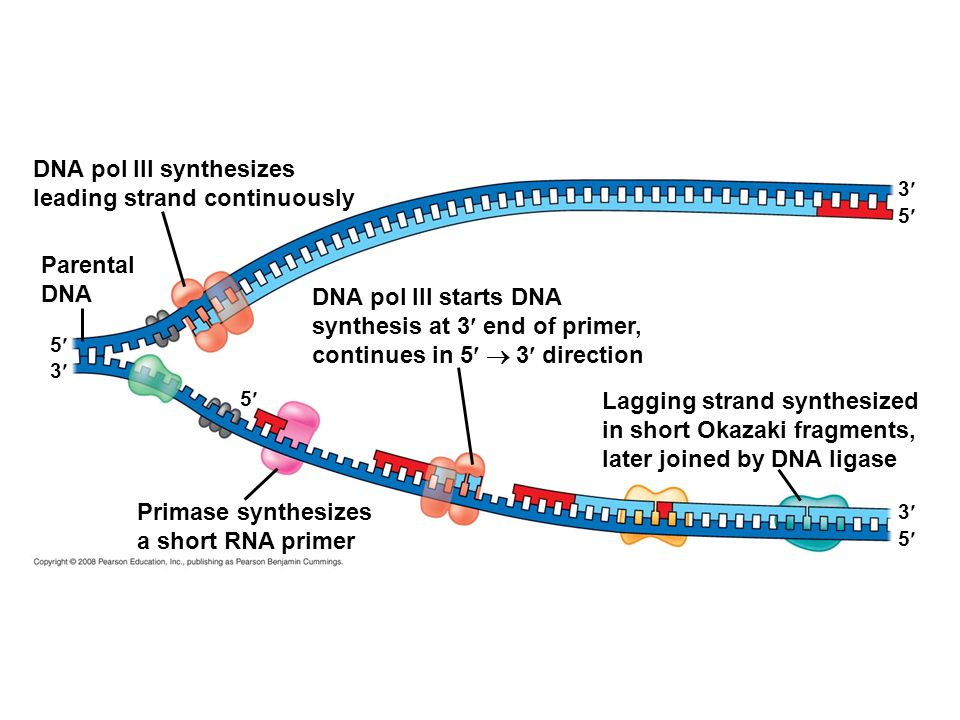 DNA pol III synthesizes
leading strand continuously
3′
5′
Parental
DNA
DNA pol III starts DNA
synthesis at 3′ end of primer,
continues in 5′ → 3′ direction
5′
3′
5′
Lagging strand synthesized
in short Okazaki fragments,
later joined by DNA ligase
Primase synthesizes
a short RNA primer
3′
5′
Copyright © 2008 Pearson Education, Inc., publishing as Pearson Benjamin Cummings.